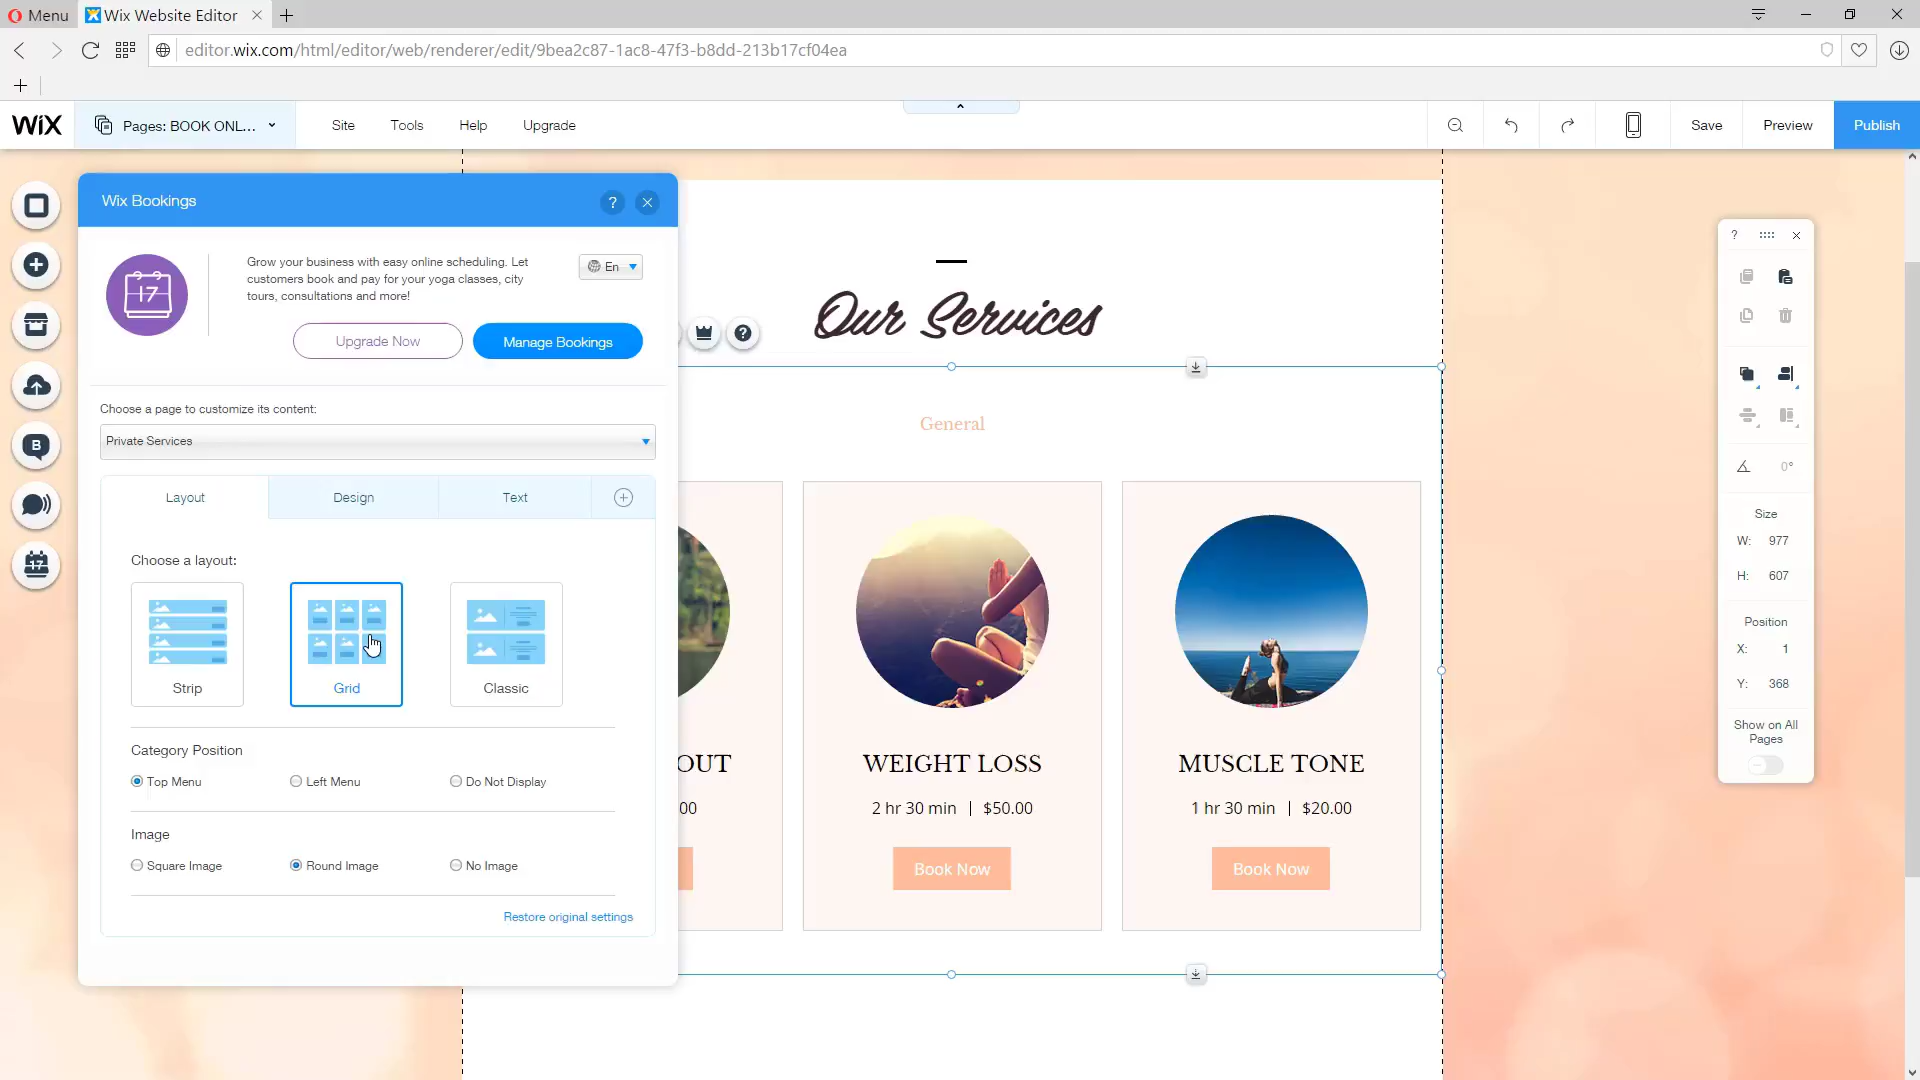 Menu
Wix Website Editor
editor.wix.com/html/editor/web/renderer/edit/9bea2c87-1ac8-47f3-b8dd-213b17cf04ea
WiX
Pages: BOOK ONL...
Site
Tools
Help
Upgrade
Save
Preview
Publish
Wix Bookings
?
17
Grow your business with easy online scheduling. Let
customers book and pay for your yoga classes, city
tours, consultations and more!
En
Upgrade Now
Manage Bookings
Choose a page to customize its content:
Private Services
Layout
Design
Text
Choose a layout:
Strip
Grid
Classic
Category Position
Top Menu
Left Menu
Do Not Display
Image
Square Image
Round Image
No Image
Restore original settings
B
17
?
Our Services
General
OUT
00
WEIGHT LOSS
2 hr 30 min | $50.00
Book Now
MUSCLE TONE
1 hr 30 min | $20.00
Book Now
?
0°
Size
W: 977
H: 607
Position
X: 1
Y: 368
Show on All
Pages